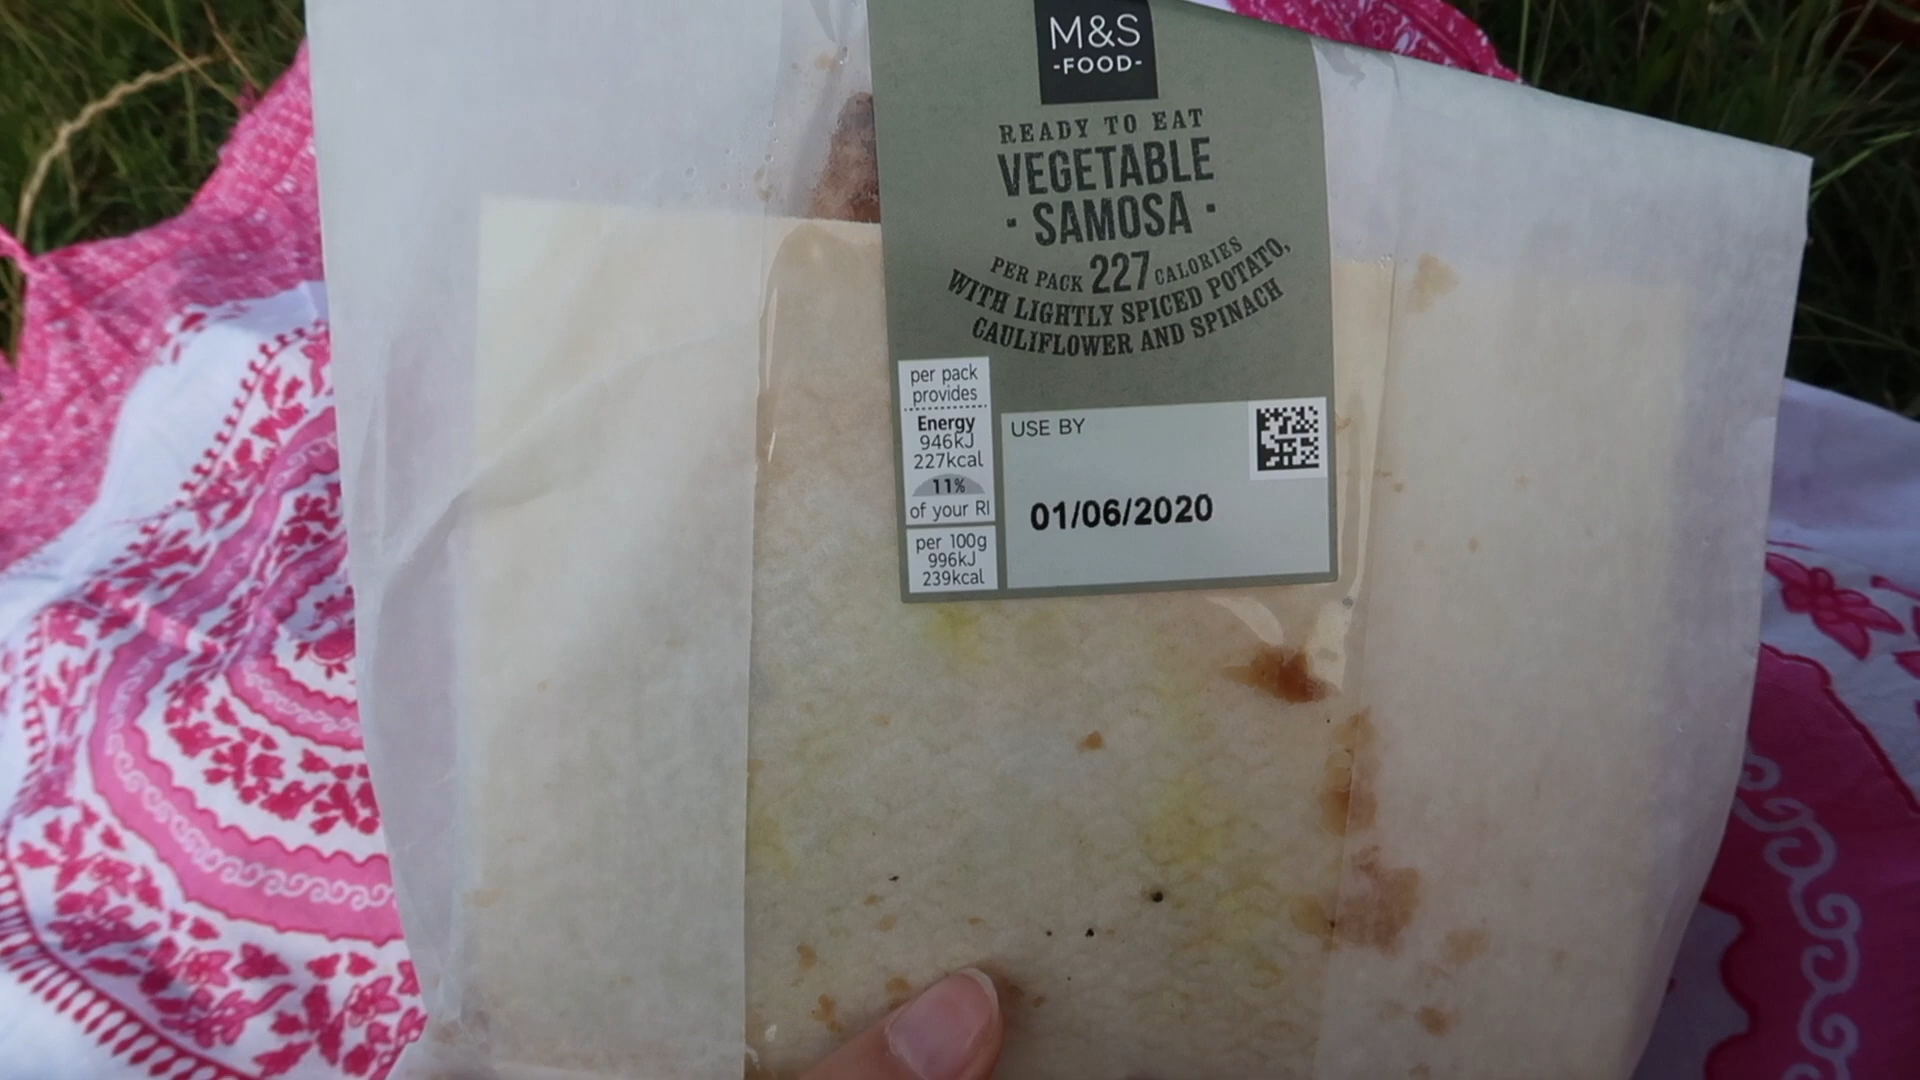 M&S
-FOOD-
READY TO EAT
VEGETABLE
· SAMOSA ·
PER PACK 227 CALORIES
WITH LIGHTLY SPICED POTATO,
CAULIFLOWER AND SPINACH
per pack
provides
Energy
946kJ
227kcal
11%
of your RI
per 100g
996kJ
239kcal
USE BY
01/06/2020